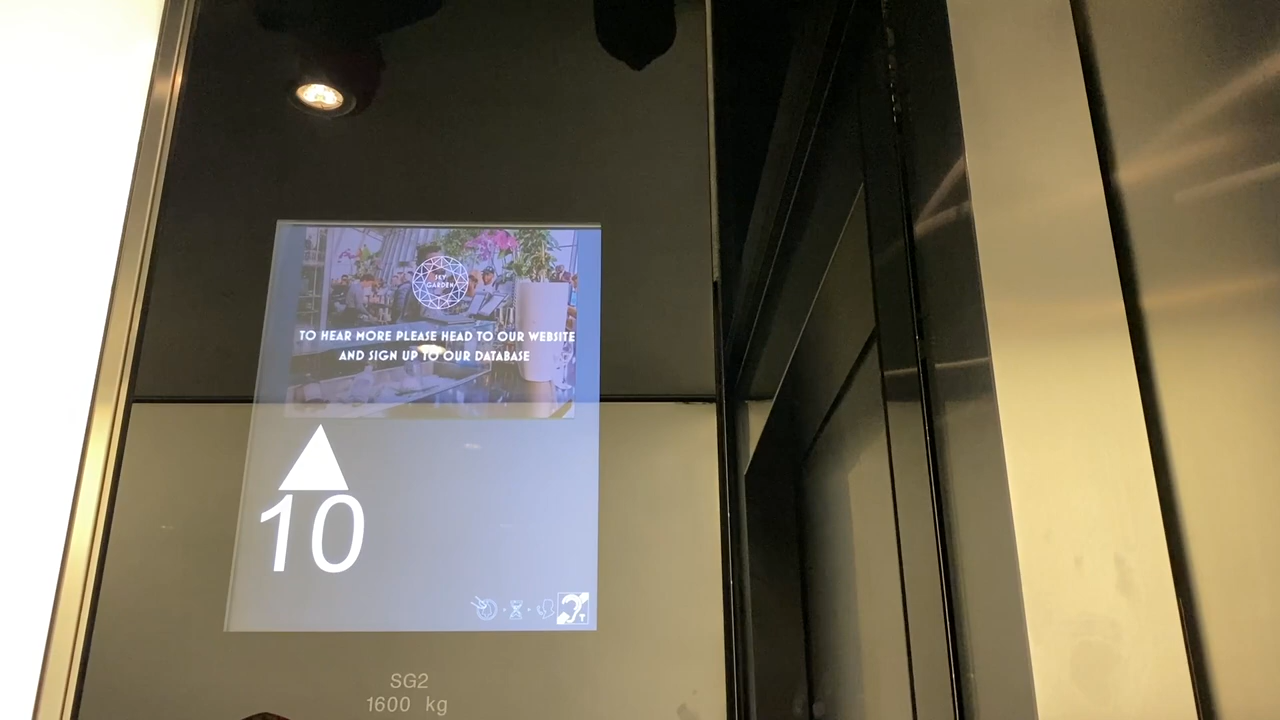 SKY
GARDEN
TO HEAR MORE PLEASE HEAD TO OUR WEBSITE
AND SIGN UP TO OUR DATABASE
10
T
SG2
1600 kg